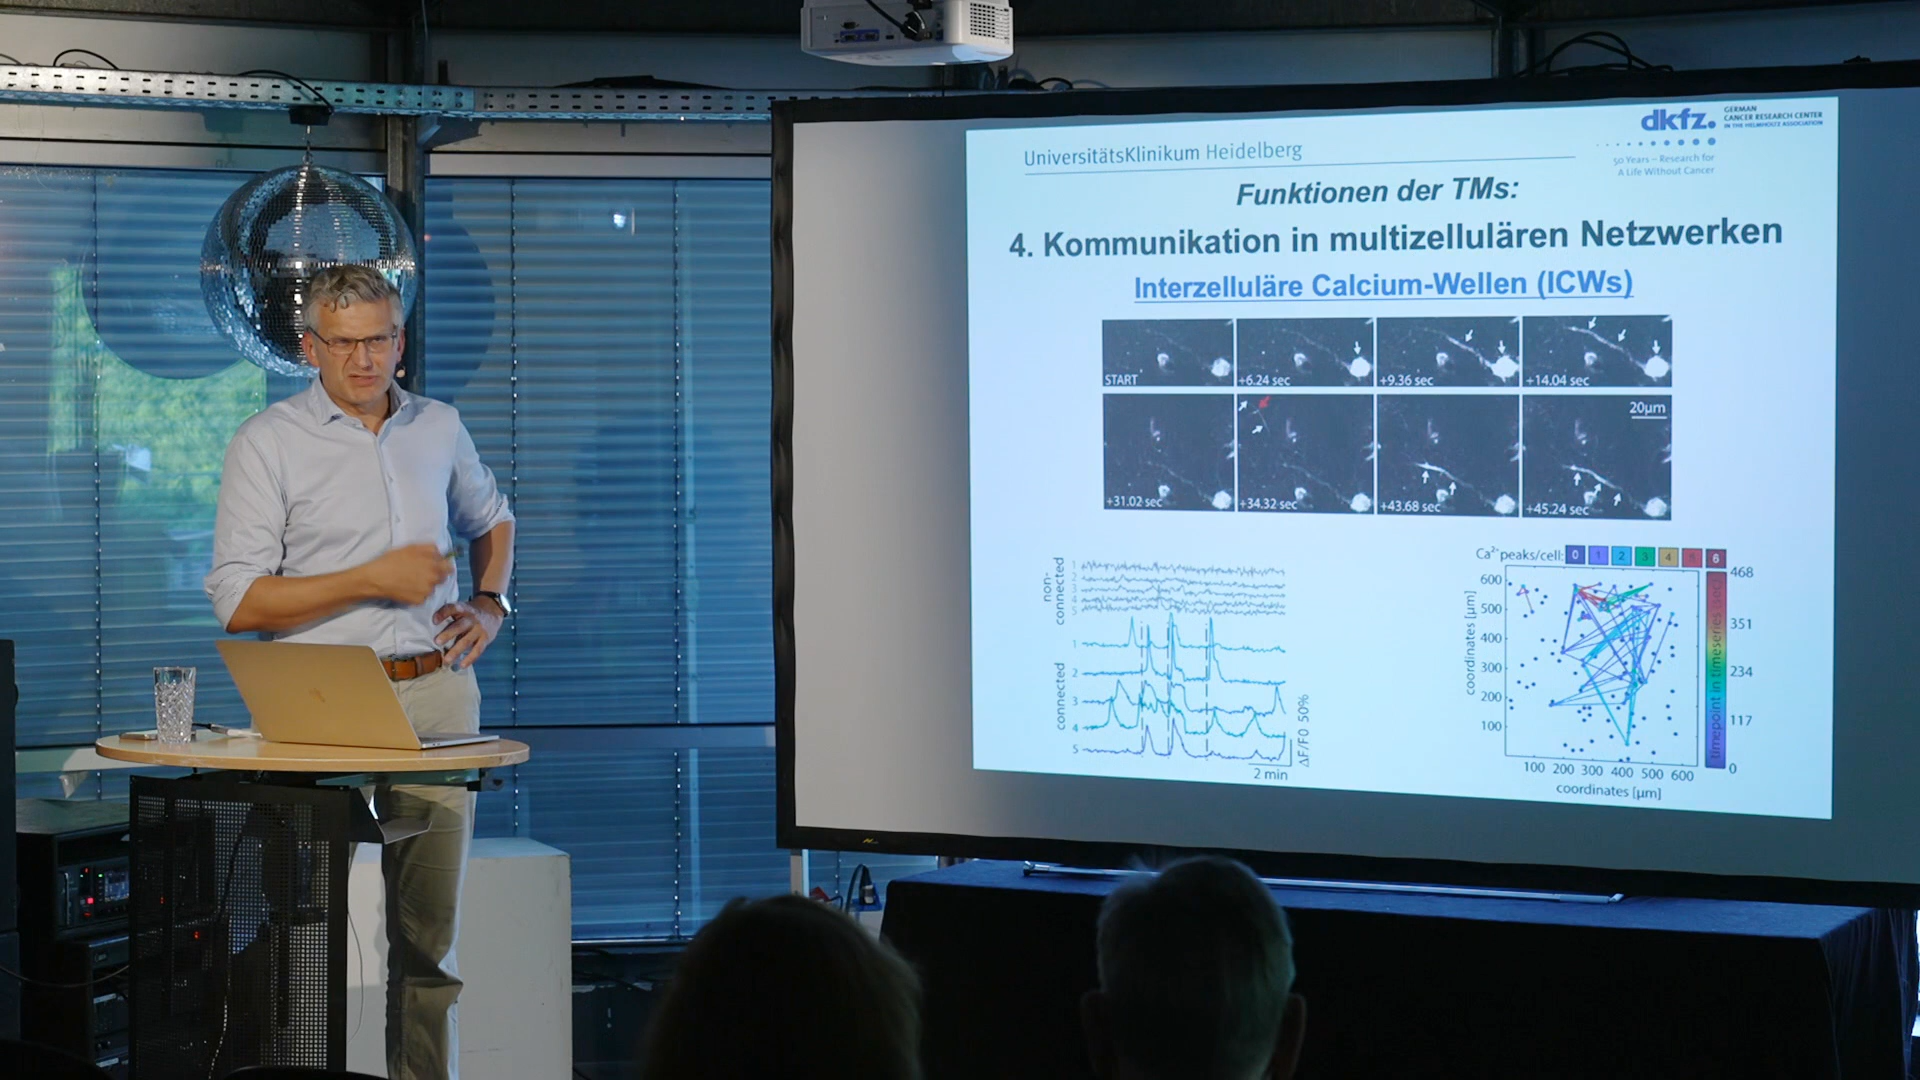 dkfz.
GERMAN
CANCER RESEARCH CENTER
IN THE HELMHOLTZ ASSOCIATION
50 Years – Research for
A Life Without Cancer
UniversitätsKlinikum Heidelberg
Funktionen der TMs:
4. Kommunikation in multizellulären Netzwerken
Interzelluläre Calcium-Wellen (ICWs)
START
+6.24 sec
+9.36 sec
+14.04 sec
20µm
+31.02 sec
+34.32 sec
+43.68 sec
+45.24 sec
non-
connected
1
2
3
4
5
connected
1
2
3
4
5
ΔF/F0 50%
2 min
Ca2+ peaks/cell: 0 1 2 3 4 5 6
coordinates [µm]
600
500
400
300
200
100
100 200 300 400 500 600
coordinates [µm]
468
351
234
117
0
timepoint in timeseries [sec]